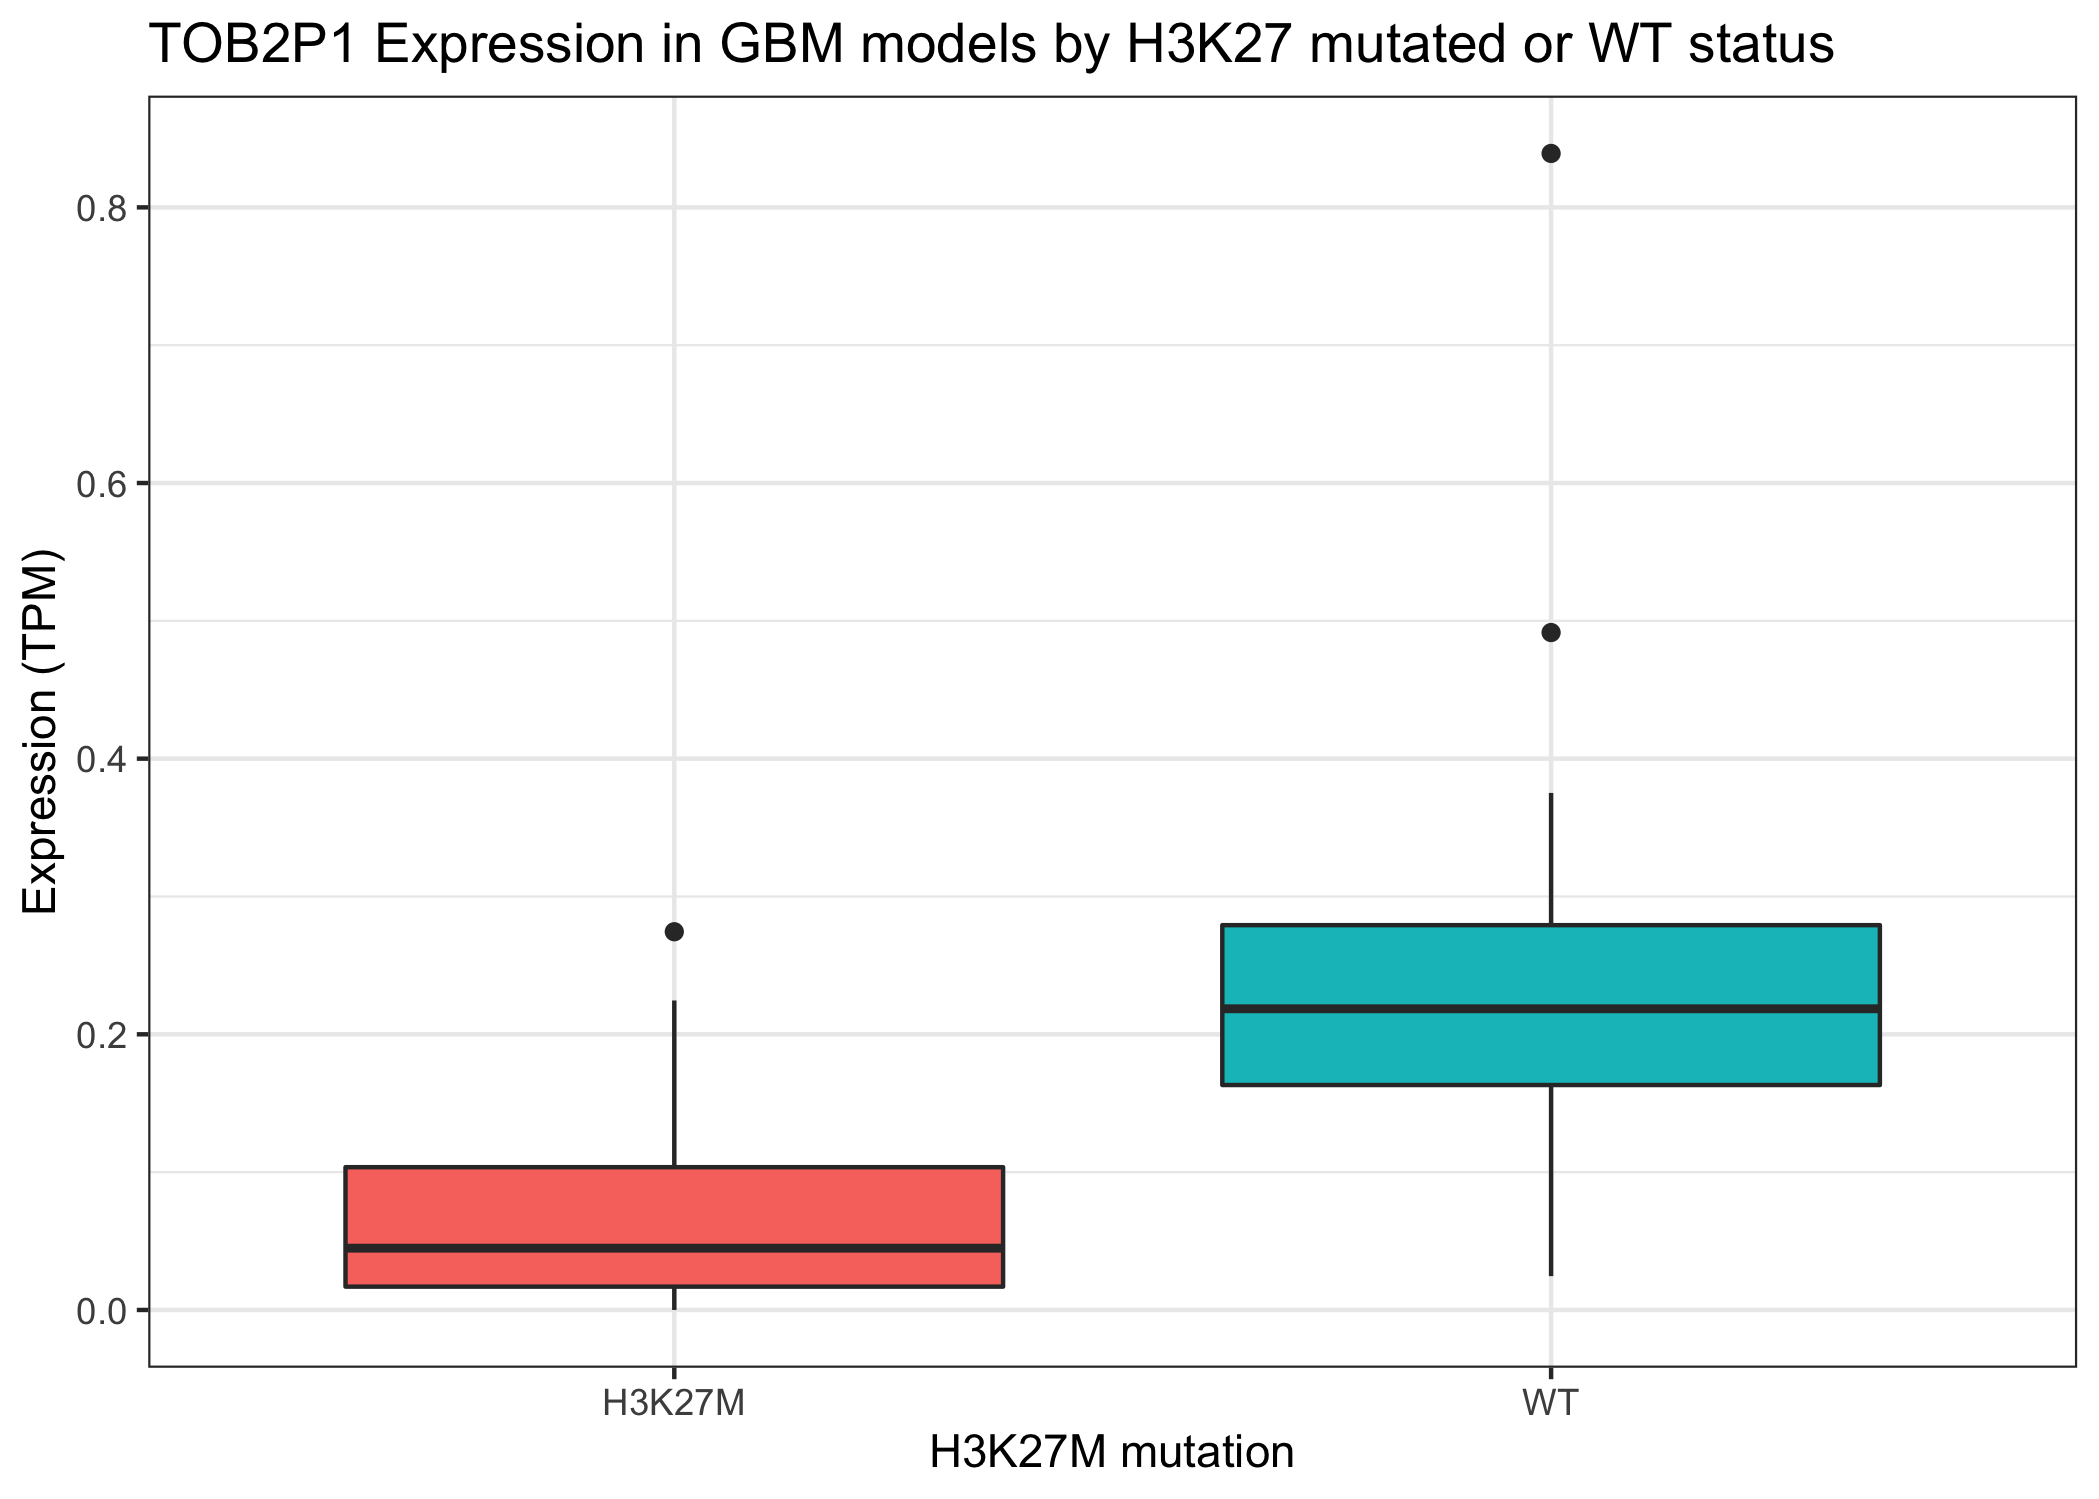 TOB2P1 Expression in GBM models by H3K27 mutated or WT status
Expression (TPM)
0.8
0.6
0.4
0.2
0.0
H3K27M
WT
H3K27M mutation